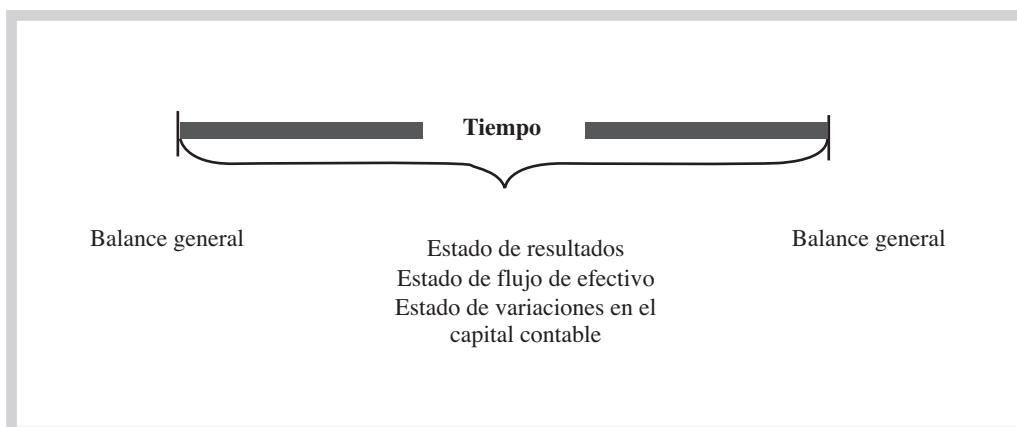 Tiempo
Balance general
Estado de resultados
Estado de flujo de efectivo
Estado de variaciones en el
capital contable
Balance general